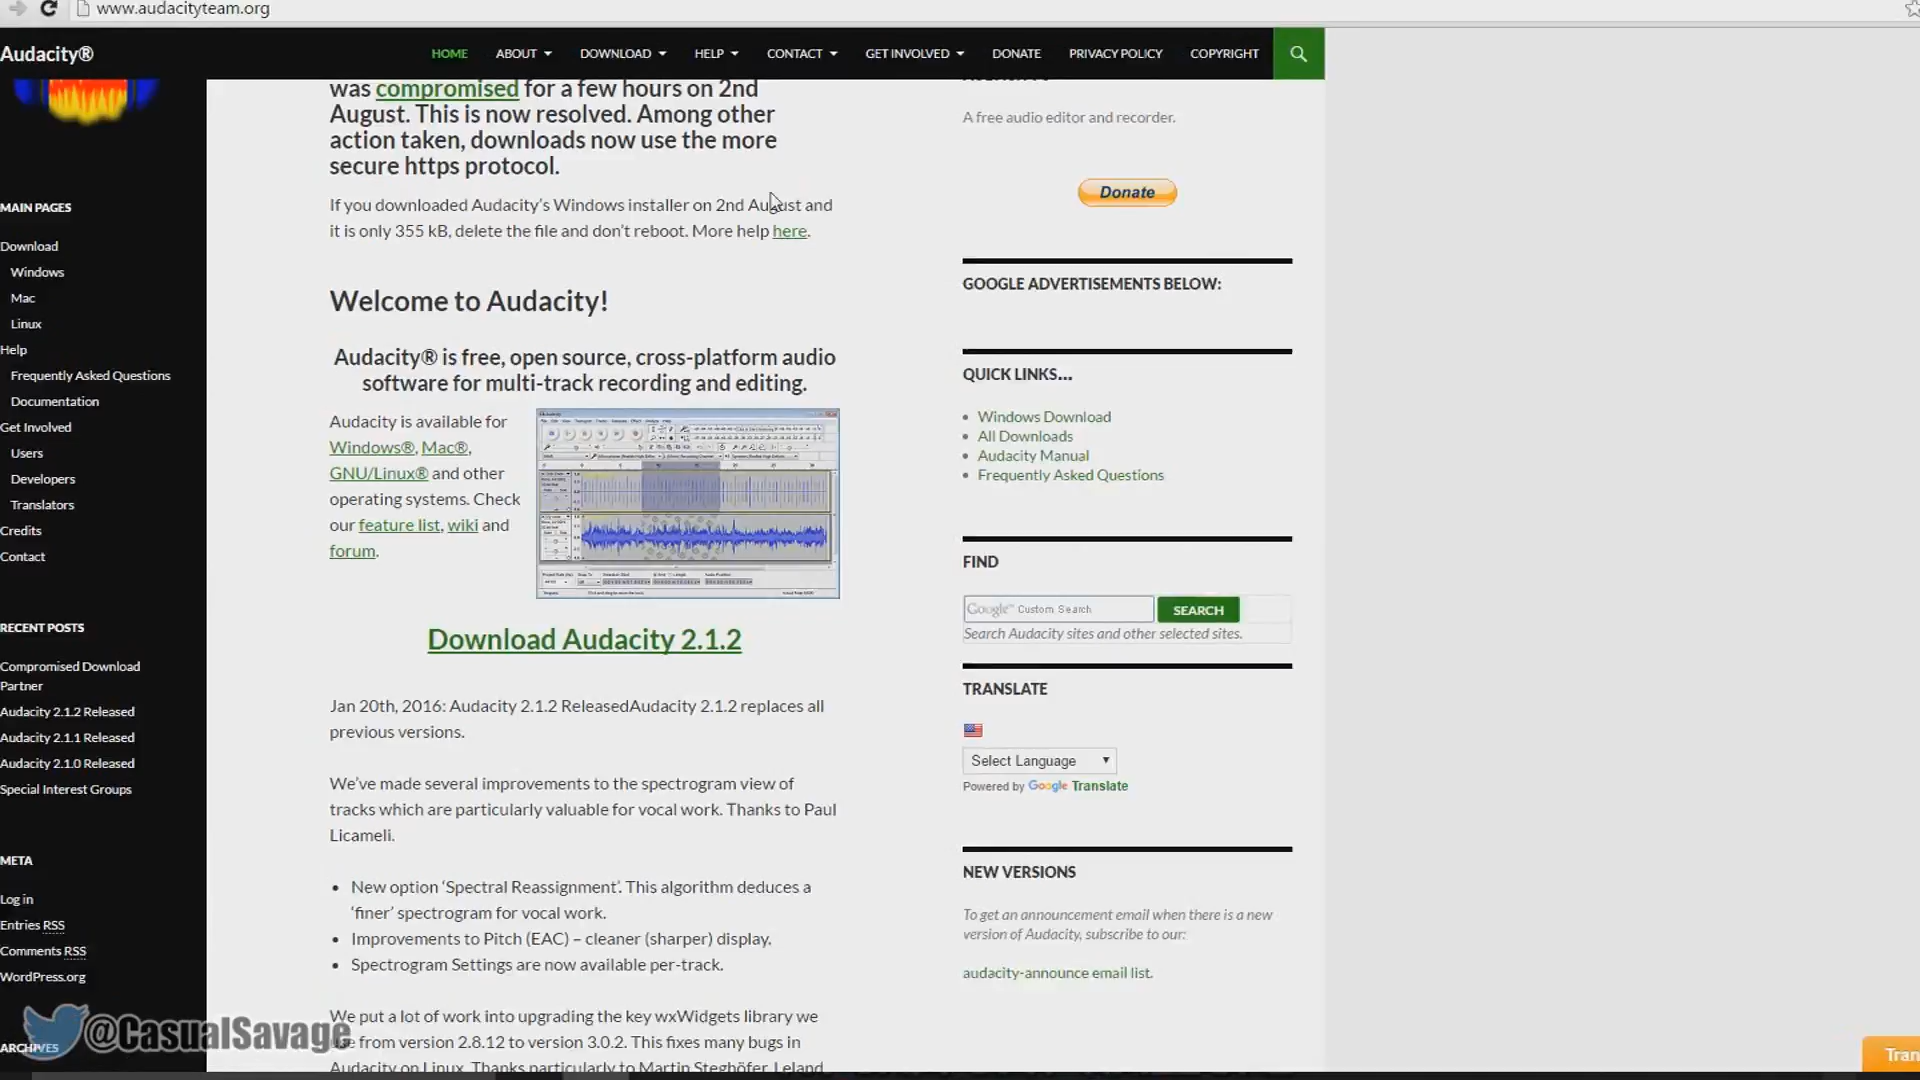 www.audacityteam.org
Audacity®
HOME ABOUT DOWNLOAD HELP CONTACT GET INVOLVED DONATE PRIVACY POLICY COPYRIGHT
MAIN PAGES
Download
Windows
Mac
Linux
Help
Frequently Asked Questions
Documentation
Get Involved
Users
Developers
Translators
Credits
Contact
RECENT POSTS
Compromised Download
Partner
Audacity 2.1.2 Released
Audacity 2.1.1 Released
Audacity 2.1.0 Released
Special Interest Groups
META
Log in
Entries RSS
Comments RSS
WordPress.org
ARCHIVES
@CasualSavage
was compromised for a few hours on 2nd
August. This is now resolved. Among other
action taken, downloads now use the more
secure https protocol.
If you downloaded Audacity’s Windows installer on 2nd August and
it is only 355 kB, delete the file and don’t reboot. More help here.
Welcome to Audacity!
Audacity® is free, open source, cross-platform audio
software for multi-track recording and editing.
Audacity is available for
Windows®, Mac®,
GNU/Linux® and other
operating systems. Check
our feature list, wiki and
forum.
Download Audacity 2.1.2
Jan 20th, 2016: Audacity 2.1.2 ReleasedAudacity 2.1.2 replaces all
previous versions.
We’ve made several improvements to the spectrogram view of
tracks which are particularly valuable for vocal work. Thanks to Paul
Licameli.
• New option ‘Spectral Reassignment’. This algorithm deduces a
‘finer’ spectrogram for vocal work.
• Improvements to Pitch (EAC) – cleaner (sharper) display.
• Spectrogram Settings are now available per-track.
We put a lot of work into upgrading the key wxWidgets library we
use from version 2.8.12 to version 3.0.2. This fixes many bugs in
Audacity on Linux. Thanks particularly to Martin Steghöfer, Leland
A free audio editor and recorder.
Donate
GOOGLE ADVERTISEMENTS BELOW:
QUICK LINKS…
• Windows Download
• All Downloads
• Audacity Manual
• Frequently Asked Questions
FIND
Google™ Custom Search SEARCH
Search Audacity sites and other selected sites.
TRANSLATE
Select Language
Powered by Google Translate
NEW VERSIONS
To get an announcement email when there is a new
version of Audacity, subscribe to our:
audacity-announce email list.
Tran